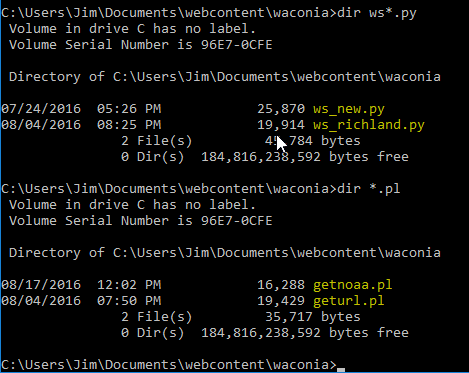 C:\Users\Jim\Documents\webcontent\waconia>dir ws*.py
 Volume in drive C has no label.
 Volume Serial Number is 96E7-0CFE

 Directory of C:\Users\Jim\Documents\webcontent\waconia

07/24/2016  05:26 PM            25,870 ws_new.py
08/04/2016  08:25 PM            19,914 ws_richland.py
               2 File(s)         45,784 bytes
               0 Dir(s)  184,816,238,592 bytes free

C:\Users\Jim\Documents\webcontent\waconia>dir *.pl
 Volume in drive C has no label.
 Volume Serial Number is 96E7-0CFE

 Directory of C:\Users\Jim\Documents\webcontent\waconia

08/17/2016  12:02 PM            16,288 getnoaa.pl
08/04/2016  07:50 PM            19,429 geturl.pl
               2 File(s)         35,717 bytes
               0 Dir(s)  184,816,238,592 bytes free

C:\Users\Jim\Documents\webcontent\waconia>